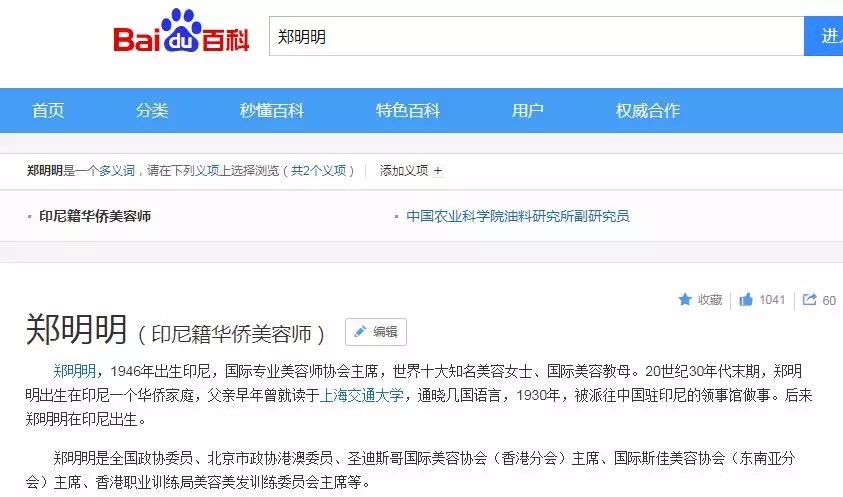 Bai du 百科
郑明明
进入
首页 分类 秒懂百科 特色百科 用户 权威合作
郑明明是一个多义词，请在下列义项上选择浏览（共2个义项） 添加义项 +
▪ 印尼籍华侨美容师 ▪ 中国农业科学院油料研究所副研究员
收藏 1041 60
郑明明（印尼籍华侨美容师） 编辑
郑明明，1946年出生印尼，国际专业美容师协会主席，世界十大知名美容女士、国际美容教母。20世纪30年代末期，郑明
明出生在印尼一个华侨家庭，父亲早年曾就读于上海交通大学，通晓几国语言，1930年，被派往中国驻印尼的领事馆做事。后来
郑明明在印尼出生。
郑明明是全国政协委员、北京市政协港澳委员、圣迪斯哥国际美容协会（香港分会）主席、国际斯佳美容协会（东南亚分
会）主席、香港职业训练局美容美发训练委员会主席等。